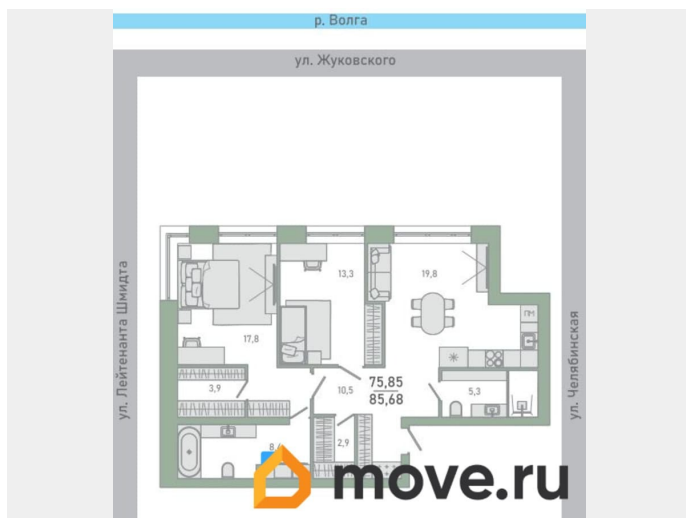 р. Волга
ул. Жуковского
ул. Лейтенанта Шмидта
ул. Челябинская
13,3
19,8
ПМ
17,8
3,9
10,5
75,85
85,68
5,3
2,9
move.ru